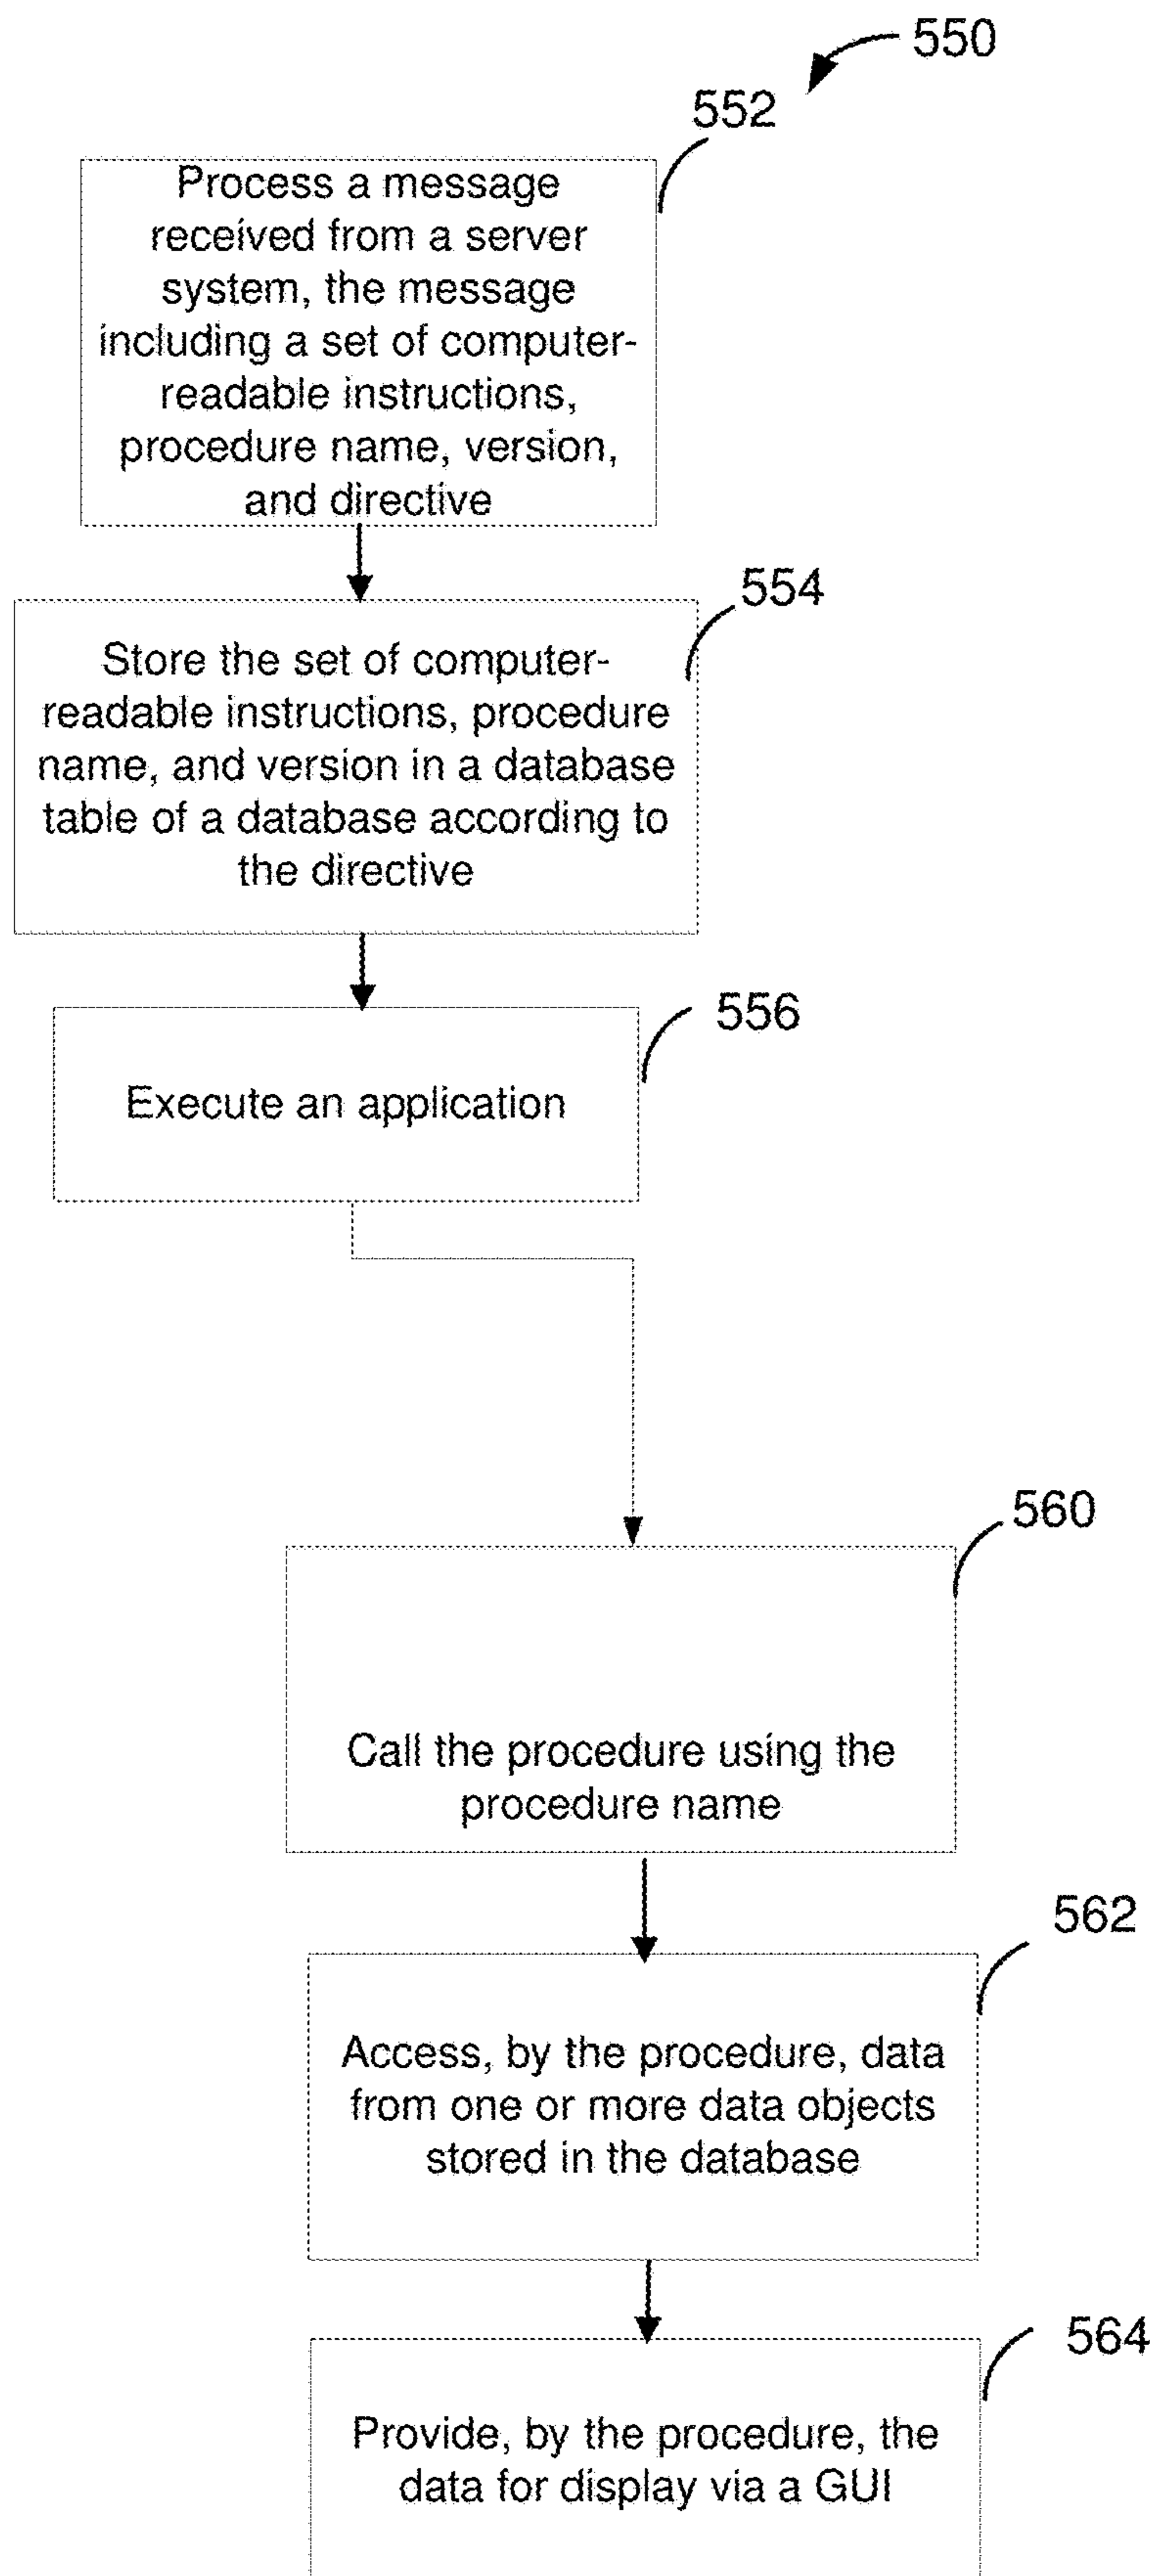 550
552
Process a message
received from a server
system, the message
including a set of computer-
readable instructions,
procedure name, version,
and directive
554
Store the set of computer-
readable instructions, procedure
name, and version in a database
table of a database according to
the directive
556
Execute an application
560
Call the procedure using the
procedure name
562
Access, by the procedure, data
from one or more data objects
stored in the database
564
Provide, by the procedure, the
data for display via a GUI